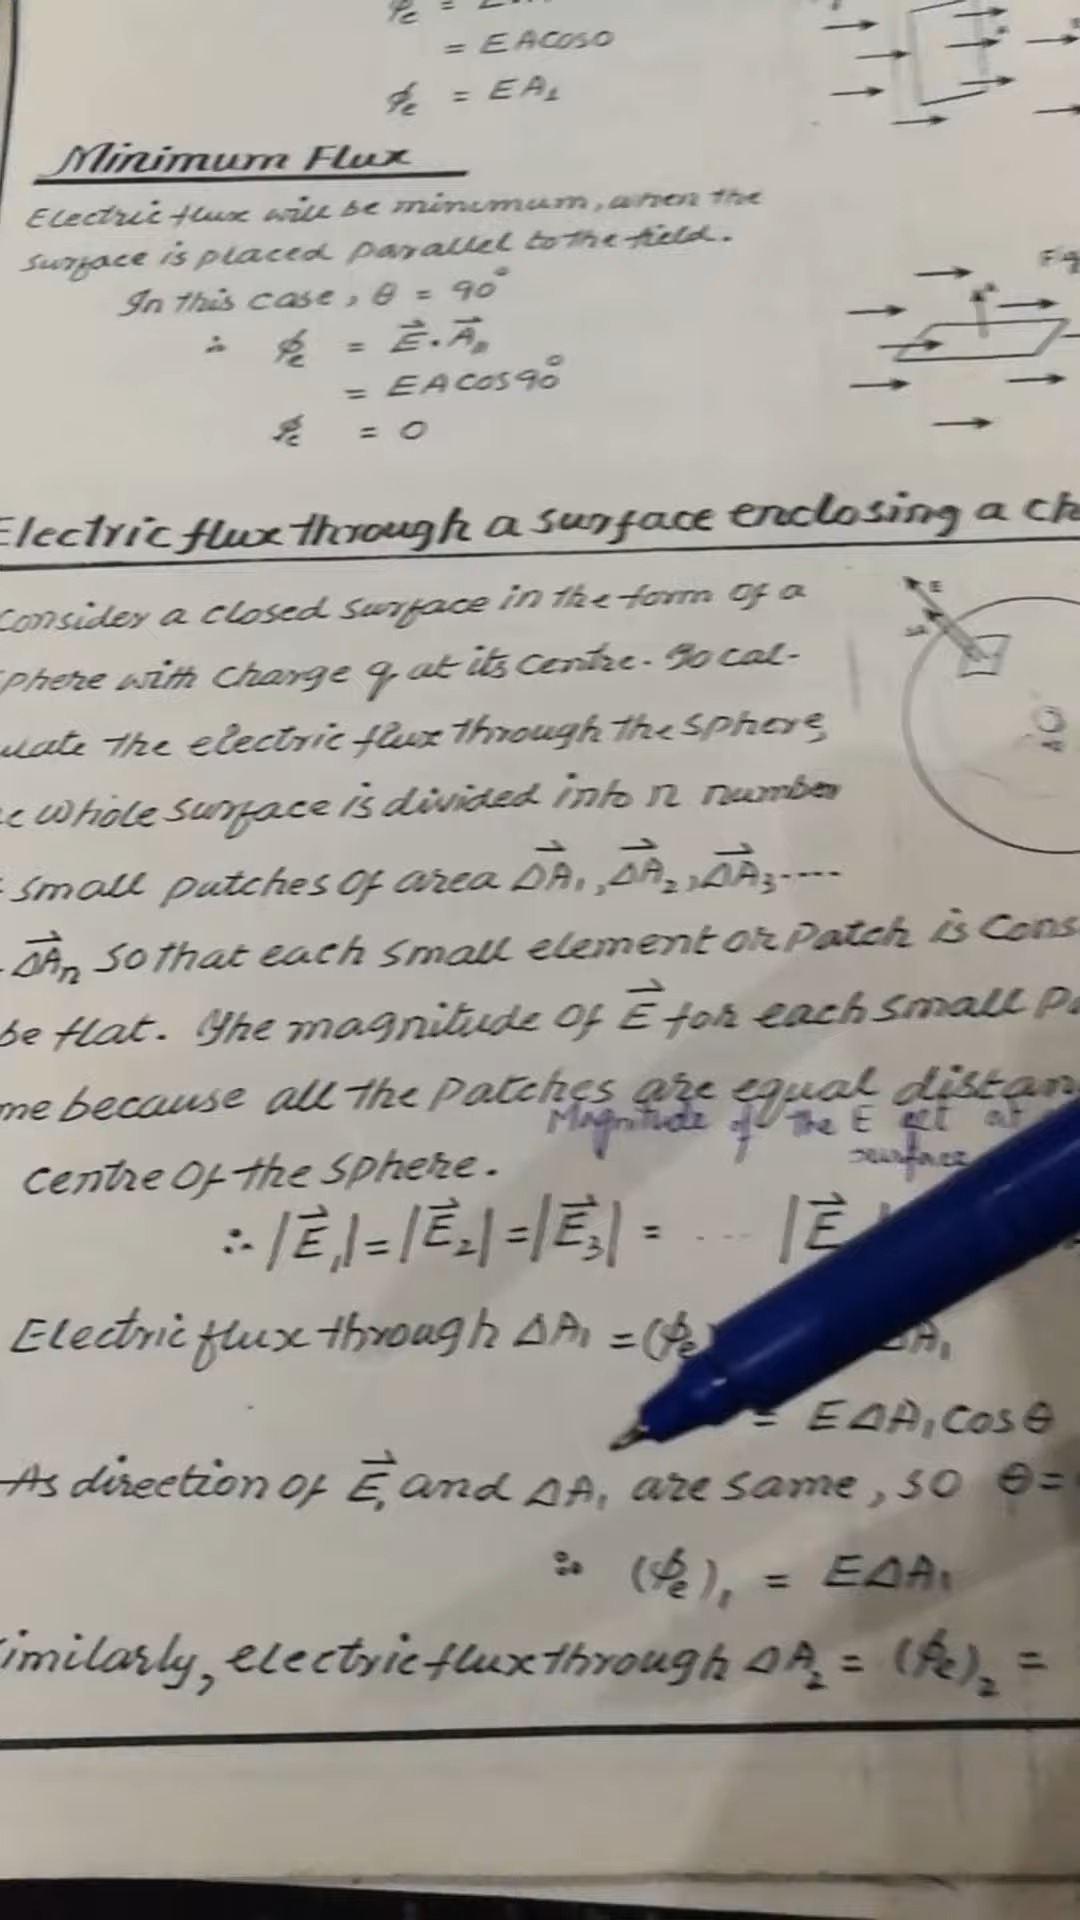 = EACOSO
ϕe = EA⊥
Minimum Flux
Electric flux will be minimum, when the
surface is placed parallel to the field.
In this case, θ = 90°
∴ ϕe = E⃗ . A⃗
= EACOS90°
ϕe = 0
Electric flux through a surface enclosing a
Consider a closed surface in the form of a
phere with charge q at its centre. To cal-
ulate the electric flux through the sphere,
whole surface is divided into n number
small patches of area ΔA⃗1, ΔA⃗2, ΔA⃗3----
ΔA⃗n so that each small element or patch is
be flat. The magnitude of E⃗ for each small
me because all the patches are equal
Magnitude of the E at
surface
centre of the sphere.
∴ |E⃗1| = |E⃗2| = |E⃗3| = ... |E⃗
Electric flux through ΔA1 = (ϕe) ΔA1
= EΔA1 cosθ
As direction of E⃗1 and ΔA1 are same, so θ =
∴ (ϕe)1 = EΔA1
imilarly, electric flux through ΔA2 = (ϕe)2 =
E